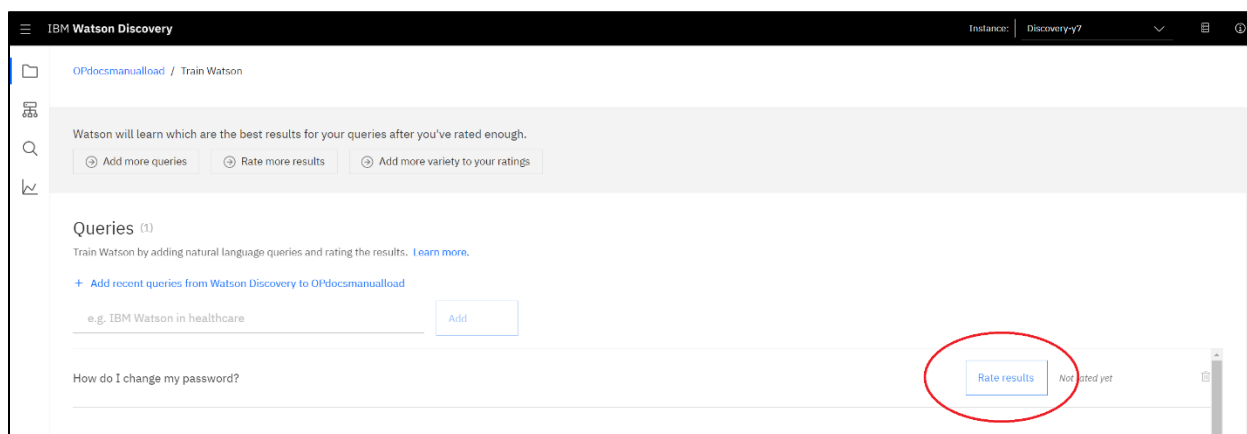 IBM Watson Discovery Instance: Discovery-y7
OPdocsmanualload / Train Watson
Watson will learn which are the best results for your queries after you've rated enough.
Add more queries Rate more results Add more variety to your ratings
Queries (1)
Train Watson by adding natural language queries and rating the results. Learn more.
+ Add recent queries from Watson Discovery to OPdocsmanualload
e.g. IBM Watson in healthcare Add
How do I change my password? Rate results Not rated yet